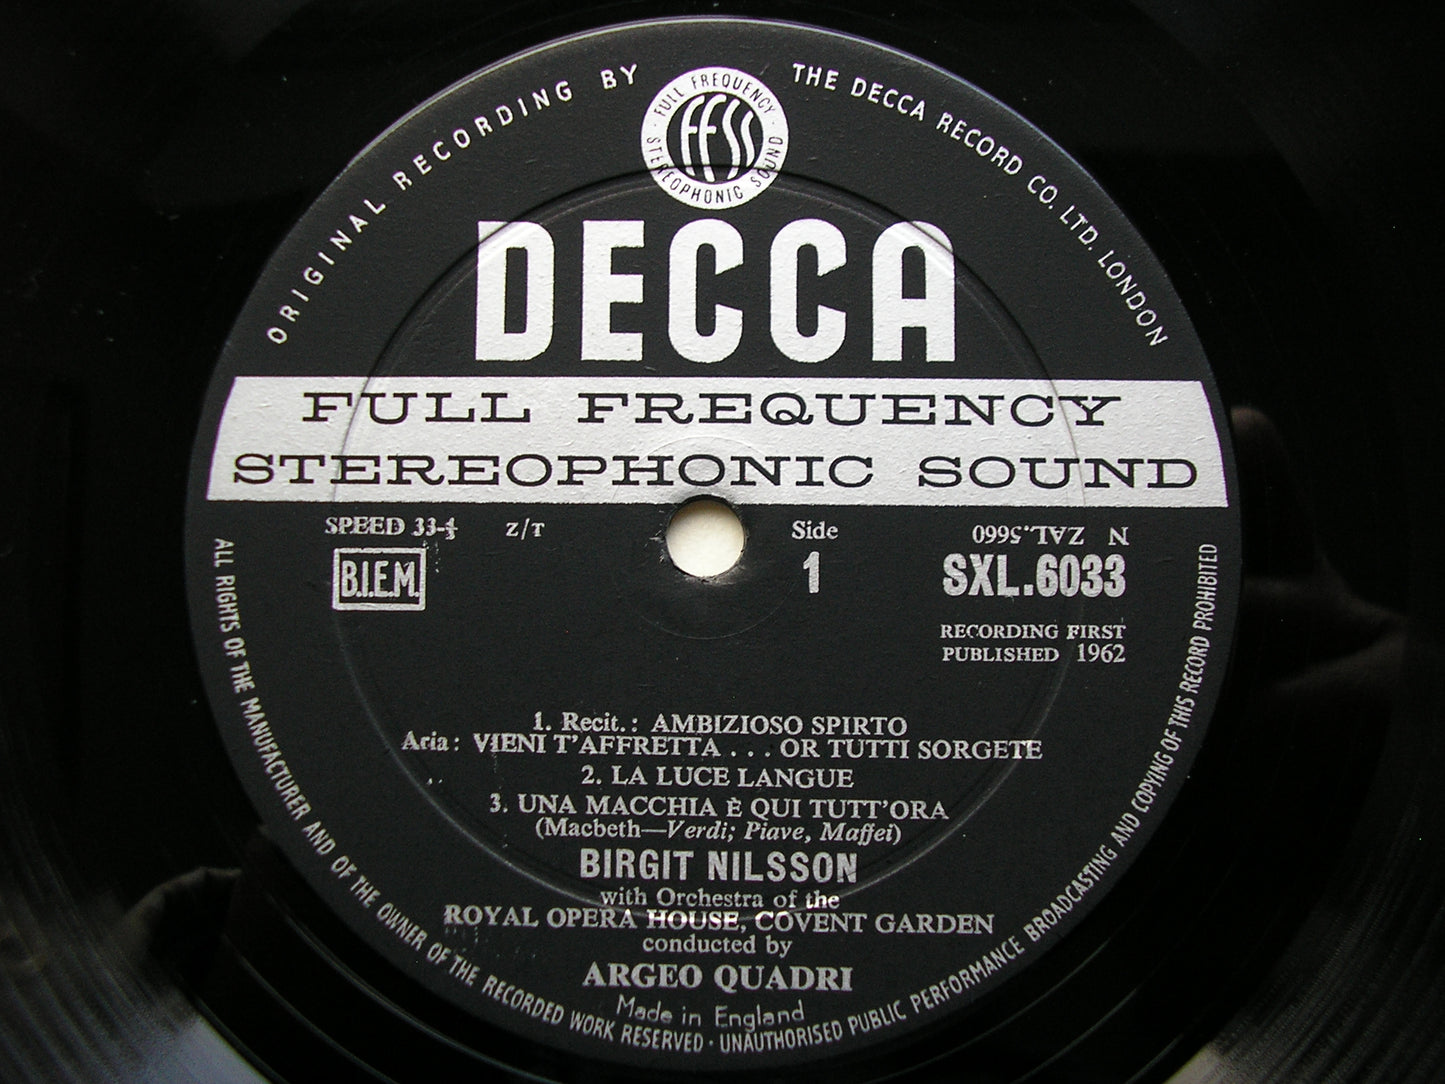 ORIGINAL RECORDING BY THE DECCA RECORD CO. LTD. LONDON
FULL FREQUENCY
FFSS
STEREOPHONIC SOUND
DECCA
FULL FREQUENCY
STEREOPHONIC SOUND
SPEED 33-⅓ Z/T Side N ZAL.5660
B.I.E.M. 1 SXL.6033
RECORDING FIRST
PUBLISHED 1962
1. Recit.: AMBIZIOSO SPIRTO
Aria: VIENI T'AFFRETTA . . . OR TUTTI SORGETE
2. LA LUCE LANGUE
3. UNA MACCHIA È QUI TUTT'ORA
(Macbeth—Verdi; Piave, Maffei)
BIRGIT NILSSON
with Orchestra of the
ROYAL OPERA HOUSE, COVENT GARDEN
conducted by
ARGEO QUADRI
Made in England
ALL RIGHTS OF THE MANUFACTURER AND OF THE OWNER OF THE RECORDED WORK RESERVED · UNAUTHORISED PUBLIC PERFORMANCE BROADCASTING AND COPYING OF THIS RECORD PROHIBITED